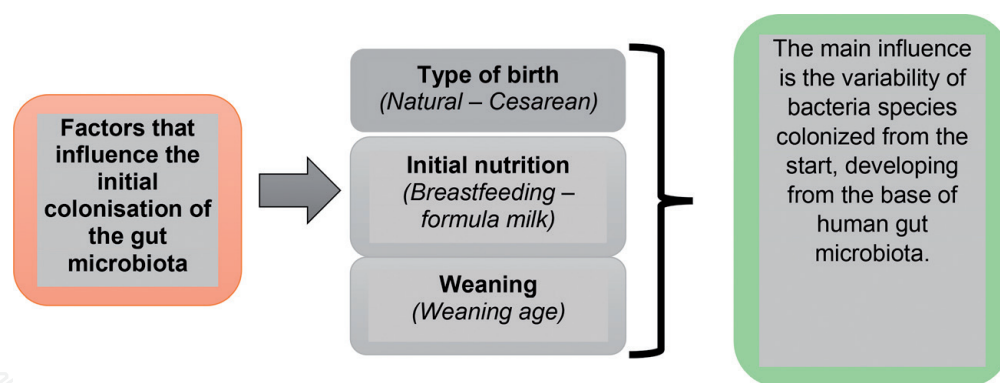 Factors that
influence the
initial
colonisation of
the gut
microbiota
Type of birth
(Natural – Cesarean)
Initial nutrition
(Breastfeeding –
formula milk)
Weaning
(Weaning age)
The main influence
is the variability of
bacteria species
colonized from the
start, developing
from the base of
human gut
microbiota.